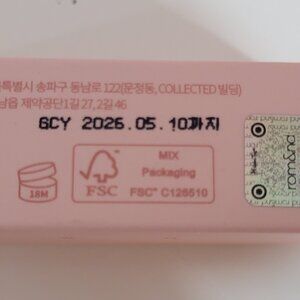 특별시 송파구 동남로 122(문정동, COLLECTED 빌딩)
남읍 제약공단1길 27, 2길 46
GCY 2026.05.10까지
18M
FSC
MIX
Packaging
FSC® C126510
rom&nd